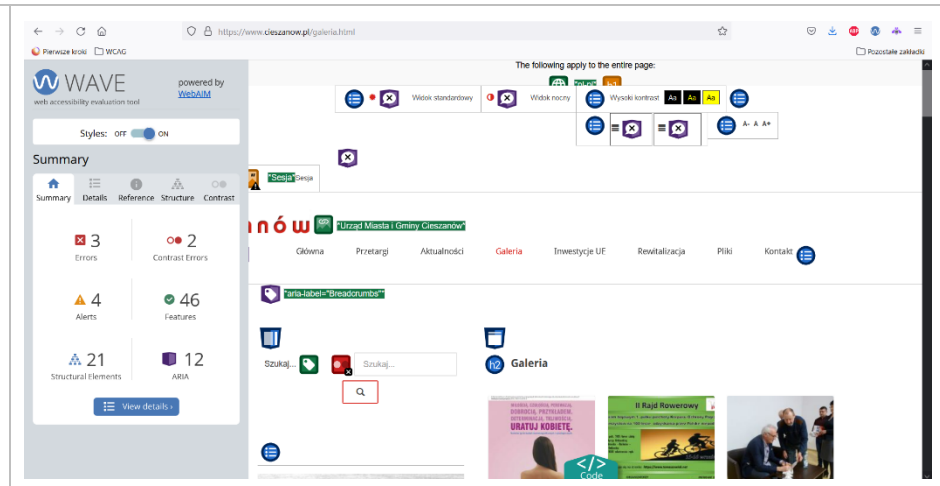 https://www.cieszanow.pl/galeria.html
Pierwsze kroki WCAG Pozostałe zakładki
WAVE
web accessibility evaluation tool
powered by
WebAIM
Styles: OFF ON
Summary
Summary Details Reference Structure Contrast
3
Errors
2
Contrast Errors
4
Alerts
46
Features
21
Structural Elements
12
ARIA
View details ›
The following apply to the entire page:
Widok standardowy Widok nocny Wysoki kontrast Aa Aa Aa
A- A A+
*Sesja* Sesja
nów *Urząd Miasta i Gminy Cieszanów*
Główna Przetargi Aktualności Galeria Inwestycje UE Rewitalizacja Pliki Kontakt
*aria-label="Breadcrumbs"*
Szukaj... Szukaj...
h2 Galeria
DOBROCIĄ, PRZYKŁADEM,
URATUJ KOBIETĘ.
II Rajd Rowerowy
</>
Code